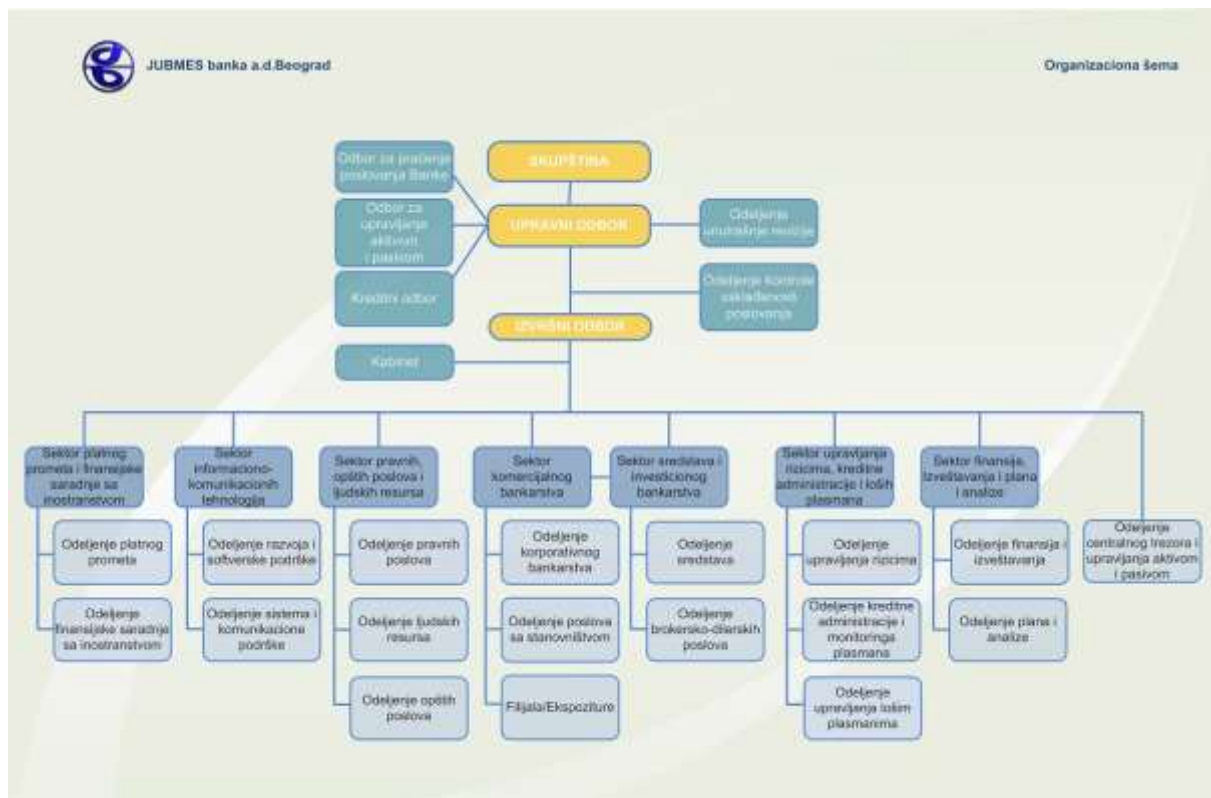 JUBMES banka a.d.Beograd
Organizaciona šema
Odbor za praćenje
poslovanja Banke
SKUPŠTINA
Odbor za
upravljanje
aktivom
i pasivom
UPRAVNI ODBOR
Odeljenje
unutrašnje revizije
Kreditni odbor
Odeljenje Kontrole
usklađenosti
poslovanja
IZVRŠNI ODBOR
Kabinet
Sektor platnog
prometa i finansijske
saradnje sa
inostranstvom
Sektor
informaciono-
komunikacionih
tehnologija
Sektor pravnih,
opštih poslova i
ljudskih resursa
Sektor
komercijalnog
bankarstva
Sektor sredstava i
investicionog
bankarstva
Sektor upravljanja
rizicima, kreditne
administracije i loših
plasmana
Sektor finansija,
izveštavanja i plana
i analize
Odeljenje platnog
prometa
Odeljenje razvoja i
softverske podrške
Odeljenje pravnih
poslova
Odeljenje
korporativnog
bankarstva
Odeljenje
sredstava
Odeljenje
upravljanja rizicima
Odeljenje finansija i
izveštavanja
Odeljenje
centralnog trezora i
upravljanja aktivom
i pasivom
Odeljenje
finansijske saradnje
sa inostranstvom
Odeljenje sistema i
komunikacione
podrške
Odeljenje ljudskih
resursa
Odeljenje poslova
sa stanovništvom
Odeljenje
brokersko-dilerskih
poslova
Odeljenje kreditne
administracije i
monitoringa
plasmana
Odeljenje plana i
analize
Odeljenje opštih
poslova
Filijala/Ekspoziture
Odeljenje
upravljanja lošim
plasmanima